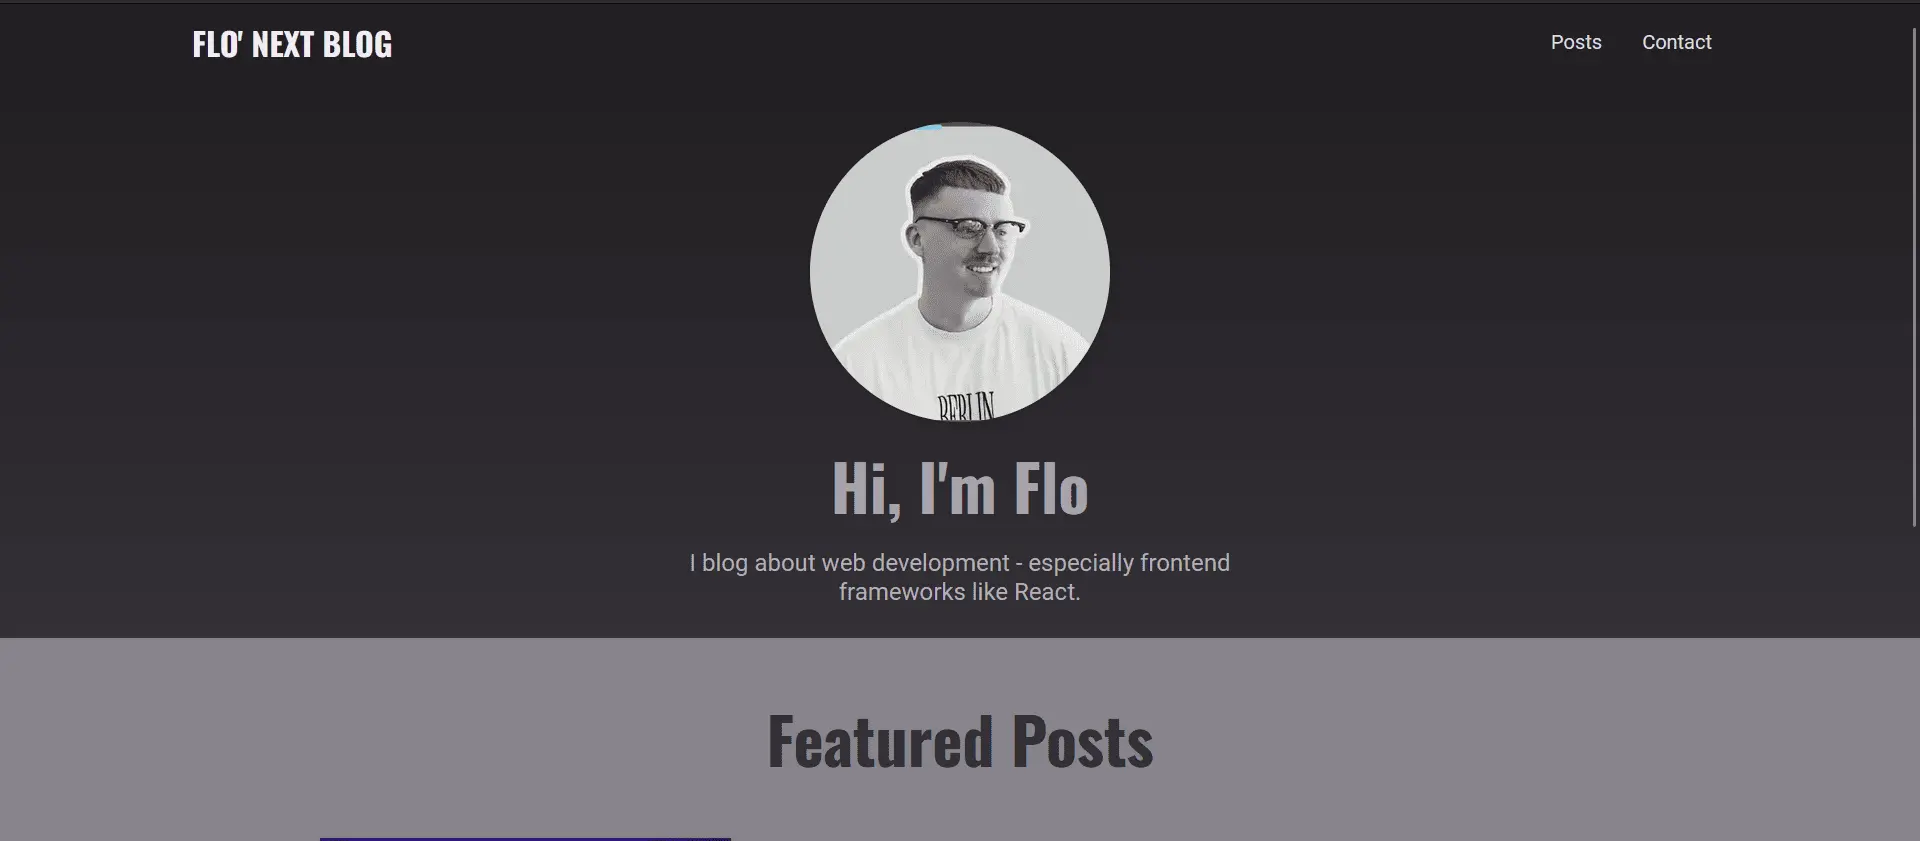 FLO' NEXT BLOG
Posts
Contact
BERLIN
Hi, I'm Flo
I blog about web development - especially frontend
frameworks like React.
Featured Posts